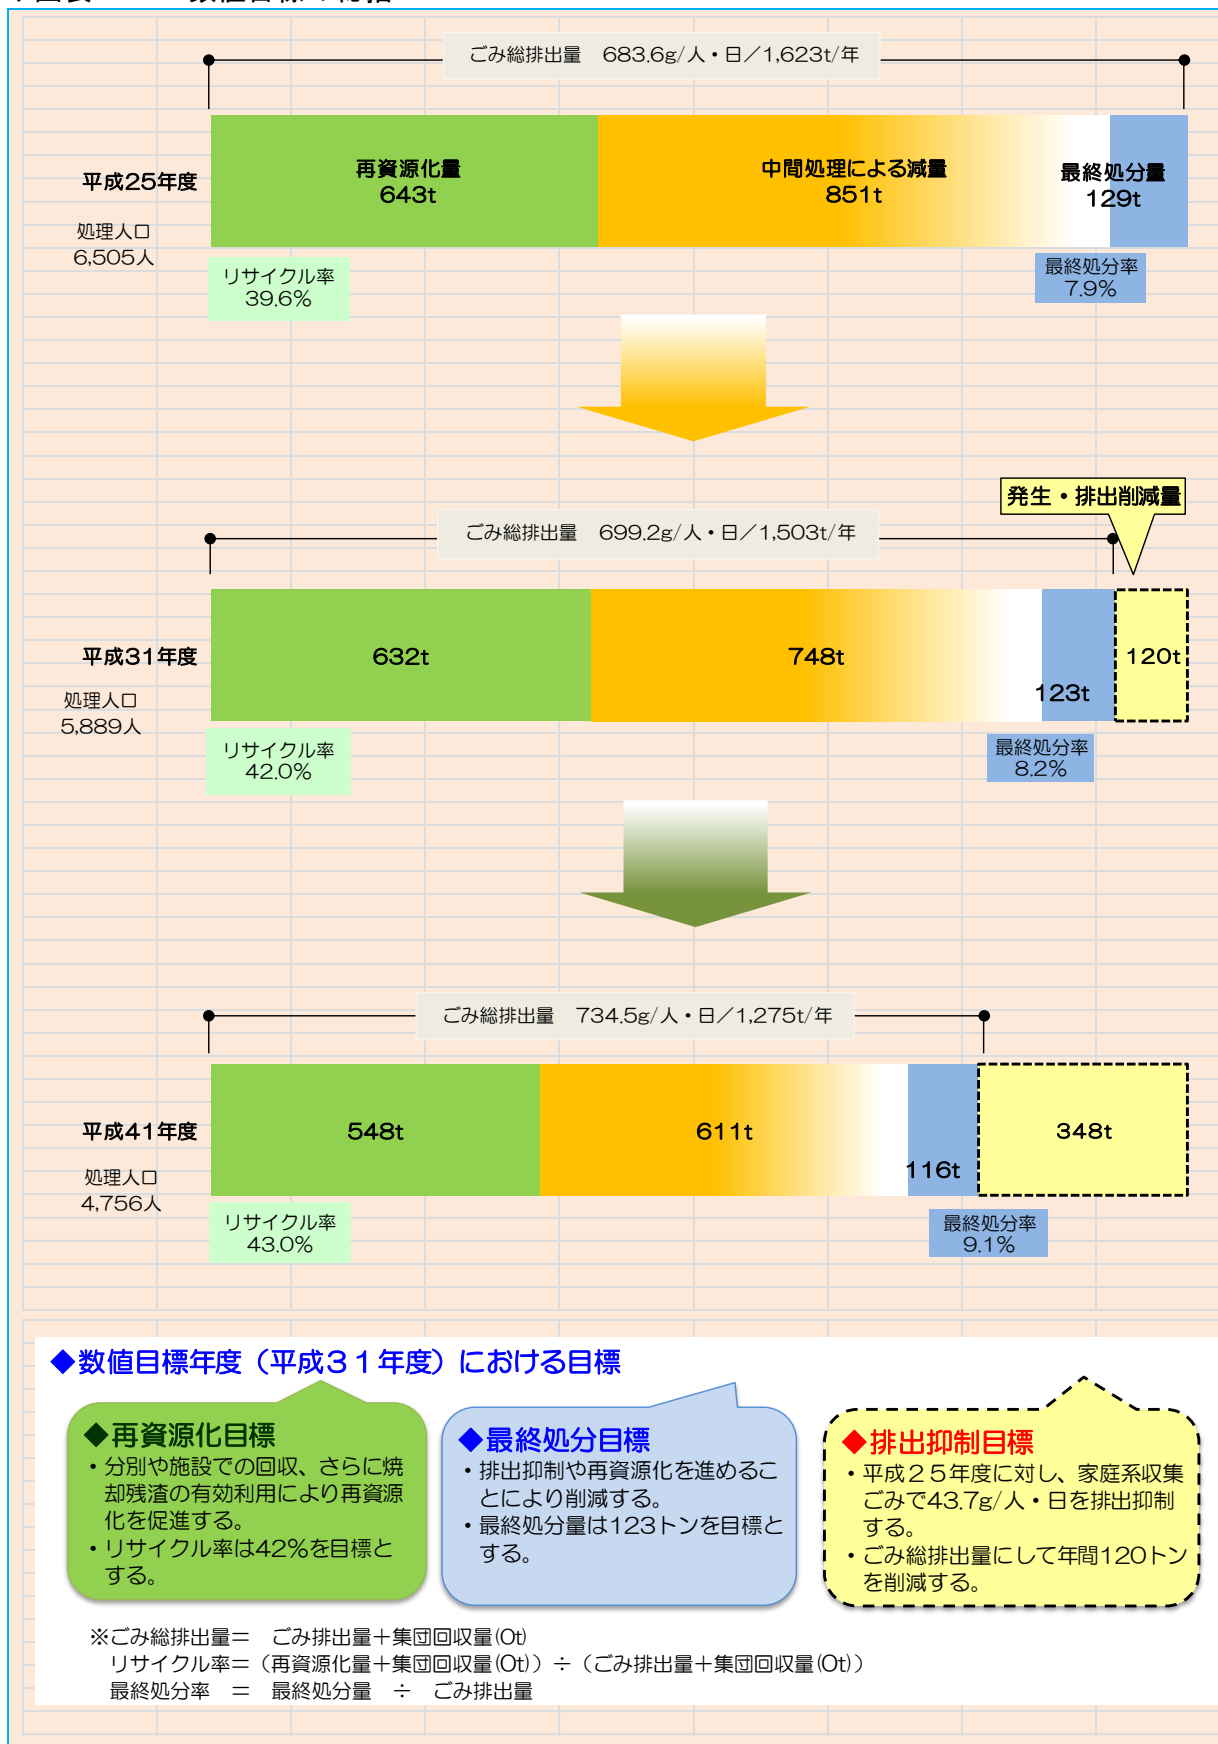 ごみ総排出量　683.6g/人・日／1,623t/年
再資源化量
643t
中間処理による減量
851t
最終処分量
129t
平成25年度
処理人口
6,505人
リサイクル率
39.6%
最終処分率
7.9%
発生・排出削減量
ごみ総排出量　699.2g/人・日／1,503t/年
平成31年度
632t
748t
123t
120t
処理人口
5,889人
リサイクル率
42.0%
最終処分率
8.2%
ごみ総排出量　734.5g/人・日／1,275t/年
平成41年度
548t
611t
116t
348t
処理人口
4,756人
リサイクル率
43.0%
最終処分率
9.1%
◆数値目標年度（平成３１年度）における目標
◆再資源化目標
・分別や施設での回収、さらに焼
却残渣の有効利用により再資源
化を促進する。
・リサイクル率は42%を目標と
する。
◆最終処分目標
・排出抑制や再資源化を進めるこ
とにより削減する。
・最終処分量は123トンを目標と
する。
◆排出抑制目標
・平成２５年度に対し、家庭系収集
ごみで43.7g/人・日を排出抑制
する。
・ごみ総排出量にして年間120トン
を削減する。
※ごみ総排出量＝　ごみ排出量＋集団回収量(0t)
リサイクル率＝（再資源化量＋集団回収量(0t)）÷（ごみ排出量＋集団回収量(0t)）
最終処分率　＝　最終処分量　÷　ごみ排出量